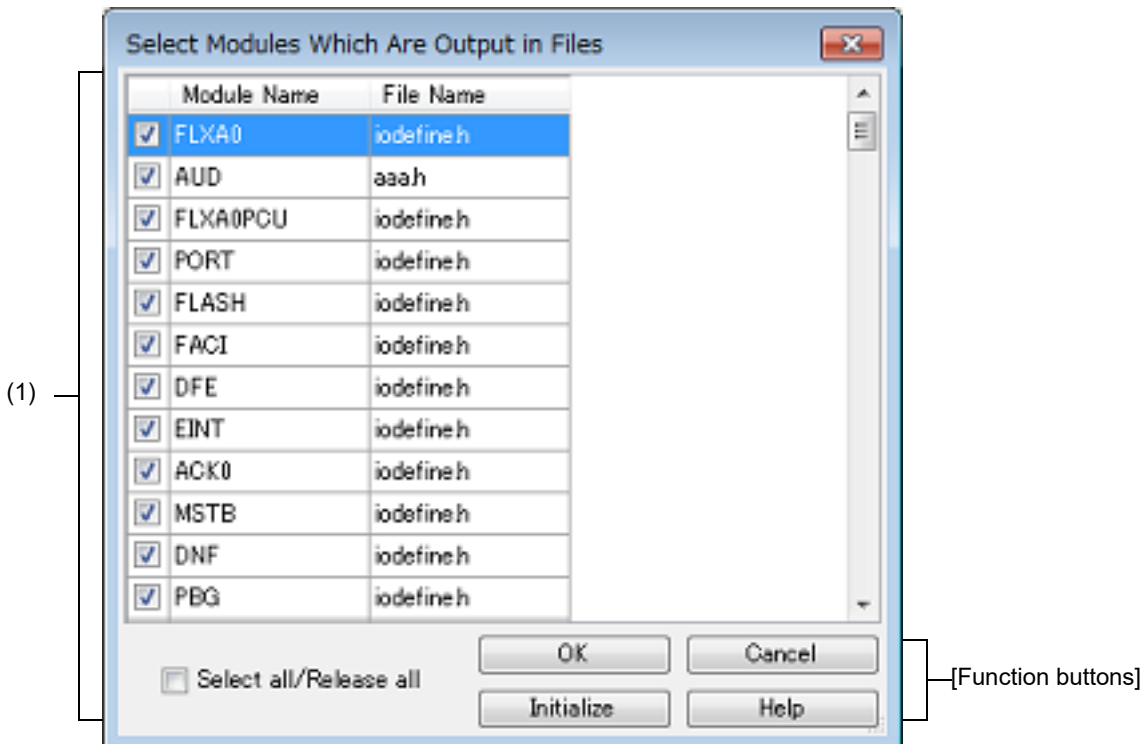 Select Modules Which Are Output in Files
Module Name File Name
FLXA0 iodefine.h
AUD aaa.h
FLXA0PCU iodefine.h
PORT iodefine.h
FLASH iodefine.h
FACI iodefine.h
DFE iodefine.h
EINT iodefine.h
ACK0 iodefine.h
MSTB iodefine.h
DNF iodefine.h
PBG iodefine.h
(1)
Select all/Release all
OK Cancel
Initialize Help
[Function buttons]